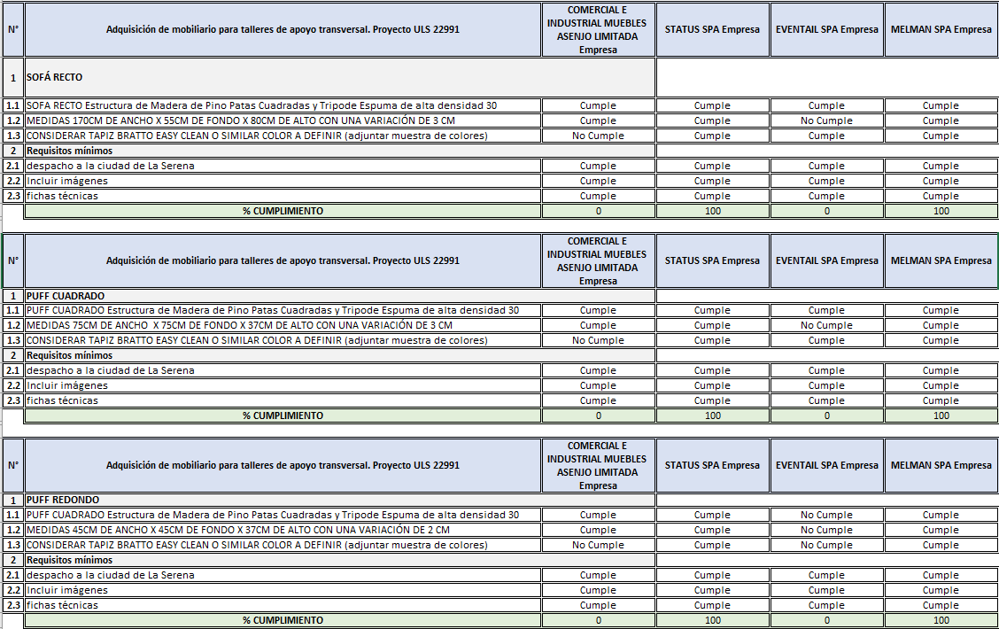 N° Adquisición de mobiliario para talleres de apoyo transversal. Proyecto ULS 22991 COMERCIAL E INDUSTRIAL MUEBLES ASENJO LIMITADA Empresa STATUS SPA Empresa EVENTAIL SPA Empresa MELMAN SPA Empresa
1 SOFÁ RECTO
1.1 SOFA RECTO Estructura de Madera de Pino Patas Cuadradas y Tripode Espuma de alta densidad 30 Cumple Cumple Cumple Cumple
1.2 MEDIDAS 170CM DE ANCHO X 55CM DE FONDO X 80CM DE ALTO CON UNA VARIACIÓN DE 3 CM Cumple Cumple No Cumple Cumple
1.3 CONSIDERAR TAPIZ BRATTO EASY CLEAN O SIMILAR COLOR A DEFINIR (adjuntar muestra de colores) No Cumple Cumple Cumple Cumple
2 Requisitos mínimos
2.1 despacho a la ciudad de La Serena Cumple Cumple Cumple Cumple
2.2 Incluir imágenes Cumple Cumple Cumple Cumple
2.3 fichas técnicas Cumple Cumple Cumple Cumple
% CUMPLIMIENTO 0 100 0 100
N° Adquisición de mobiliario para talleres de apoyo transversal. Proyecto ULS 22991 COMERCIAL E INDUSTRIAL MUEBLES ASENJO LIMITADA Empresa STATUS SPA Empresa EVENTAIL SPA Empresa MELMAN SPA Empresa
1 PUFF CUADRADO
1.1 PUFF CUADRADO Estructura de Madera de Pino Patas Cuadradas y Tripode Espuma de alta densidad 30 Cumple Cumple Cumple Cumple
1.2 MEDIDAS 75CM DE ANCHO X 75CM DE FONDO X 37CM DE ALTO CON UNA VARIACIÓN DE 3 CM Cumple Cumple No Cumple Cumple
1.3 CONSIDERAR TAPIZ BRATTO EASY CLEAN O SIMILAR COLOR A DEFINIR (adjuntar muestra de colores) No Cumple Cumple Cumple Cumple
2 Requisitos mínimos
2.1 despacho a la ciudad de La Serena Cumple Cumple Cumple Cumple
2.2 Incluir imágenes Cumple Cumple Cumple Cumple
2.3 fichas técnicas Cumple Cumple Cumple Cumple
% CUMPLIMIENTO 0 100 0 100
N° Adquisición de mobiliario para talleres de apoyo transversal. Proyecto ULS 22991 COMERCIAL E INDUSTRIAL MUEBLES ASENJO LIMITADA Empresa STATUS SPA Empresa EVENTAIL SPA Empresa MELMAN SPA Empresa
1 PUFF REDONDO
1.1 PUFF CUADRADO Estructura de Madera de Pino Patas Cuadradas y Tripode Espuma de alta densidad 30 Cumple Cumple No Cumple Cumple
1.2 MEDIDAS 45CM DE ANCHO X 45CM DE FONDO X 37CM DE ALTO CON UNA VARIACIÓN DE 2 CM Cumple Cumple No Cumple Cumple
1.3 CONSIDERAR TAPIZ BRATTO EASY CLEAN O SIMILAR COLOR A DEFINIR (adjuntar muestra de colores) No Cumple Cumple No Cumple Cumple
2 Requisitos mínimos
2.1 despacho a la ciudad de La Serena Cumple Cumple Cumple Cumple
2.2 Incluir imágenes Cumple Cumple Cumple Cumple
2.3 fichas técnicas Cumple Cumple Cumple Cumple
% CUMPLIMIENTO 0 100 0 100